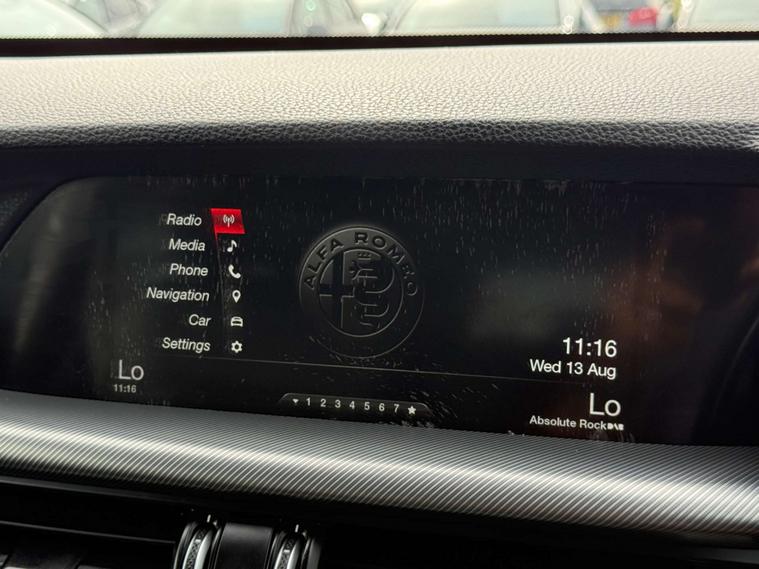 Radio
Media
Phone
Navigation
Car
Settings
ALFA ROMEO
11:16
Wed 13 Aug
Lo
11:16
1 2 3 4 5 6 7
Lo
Absolute Rock DAB